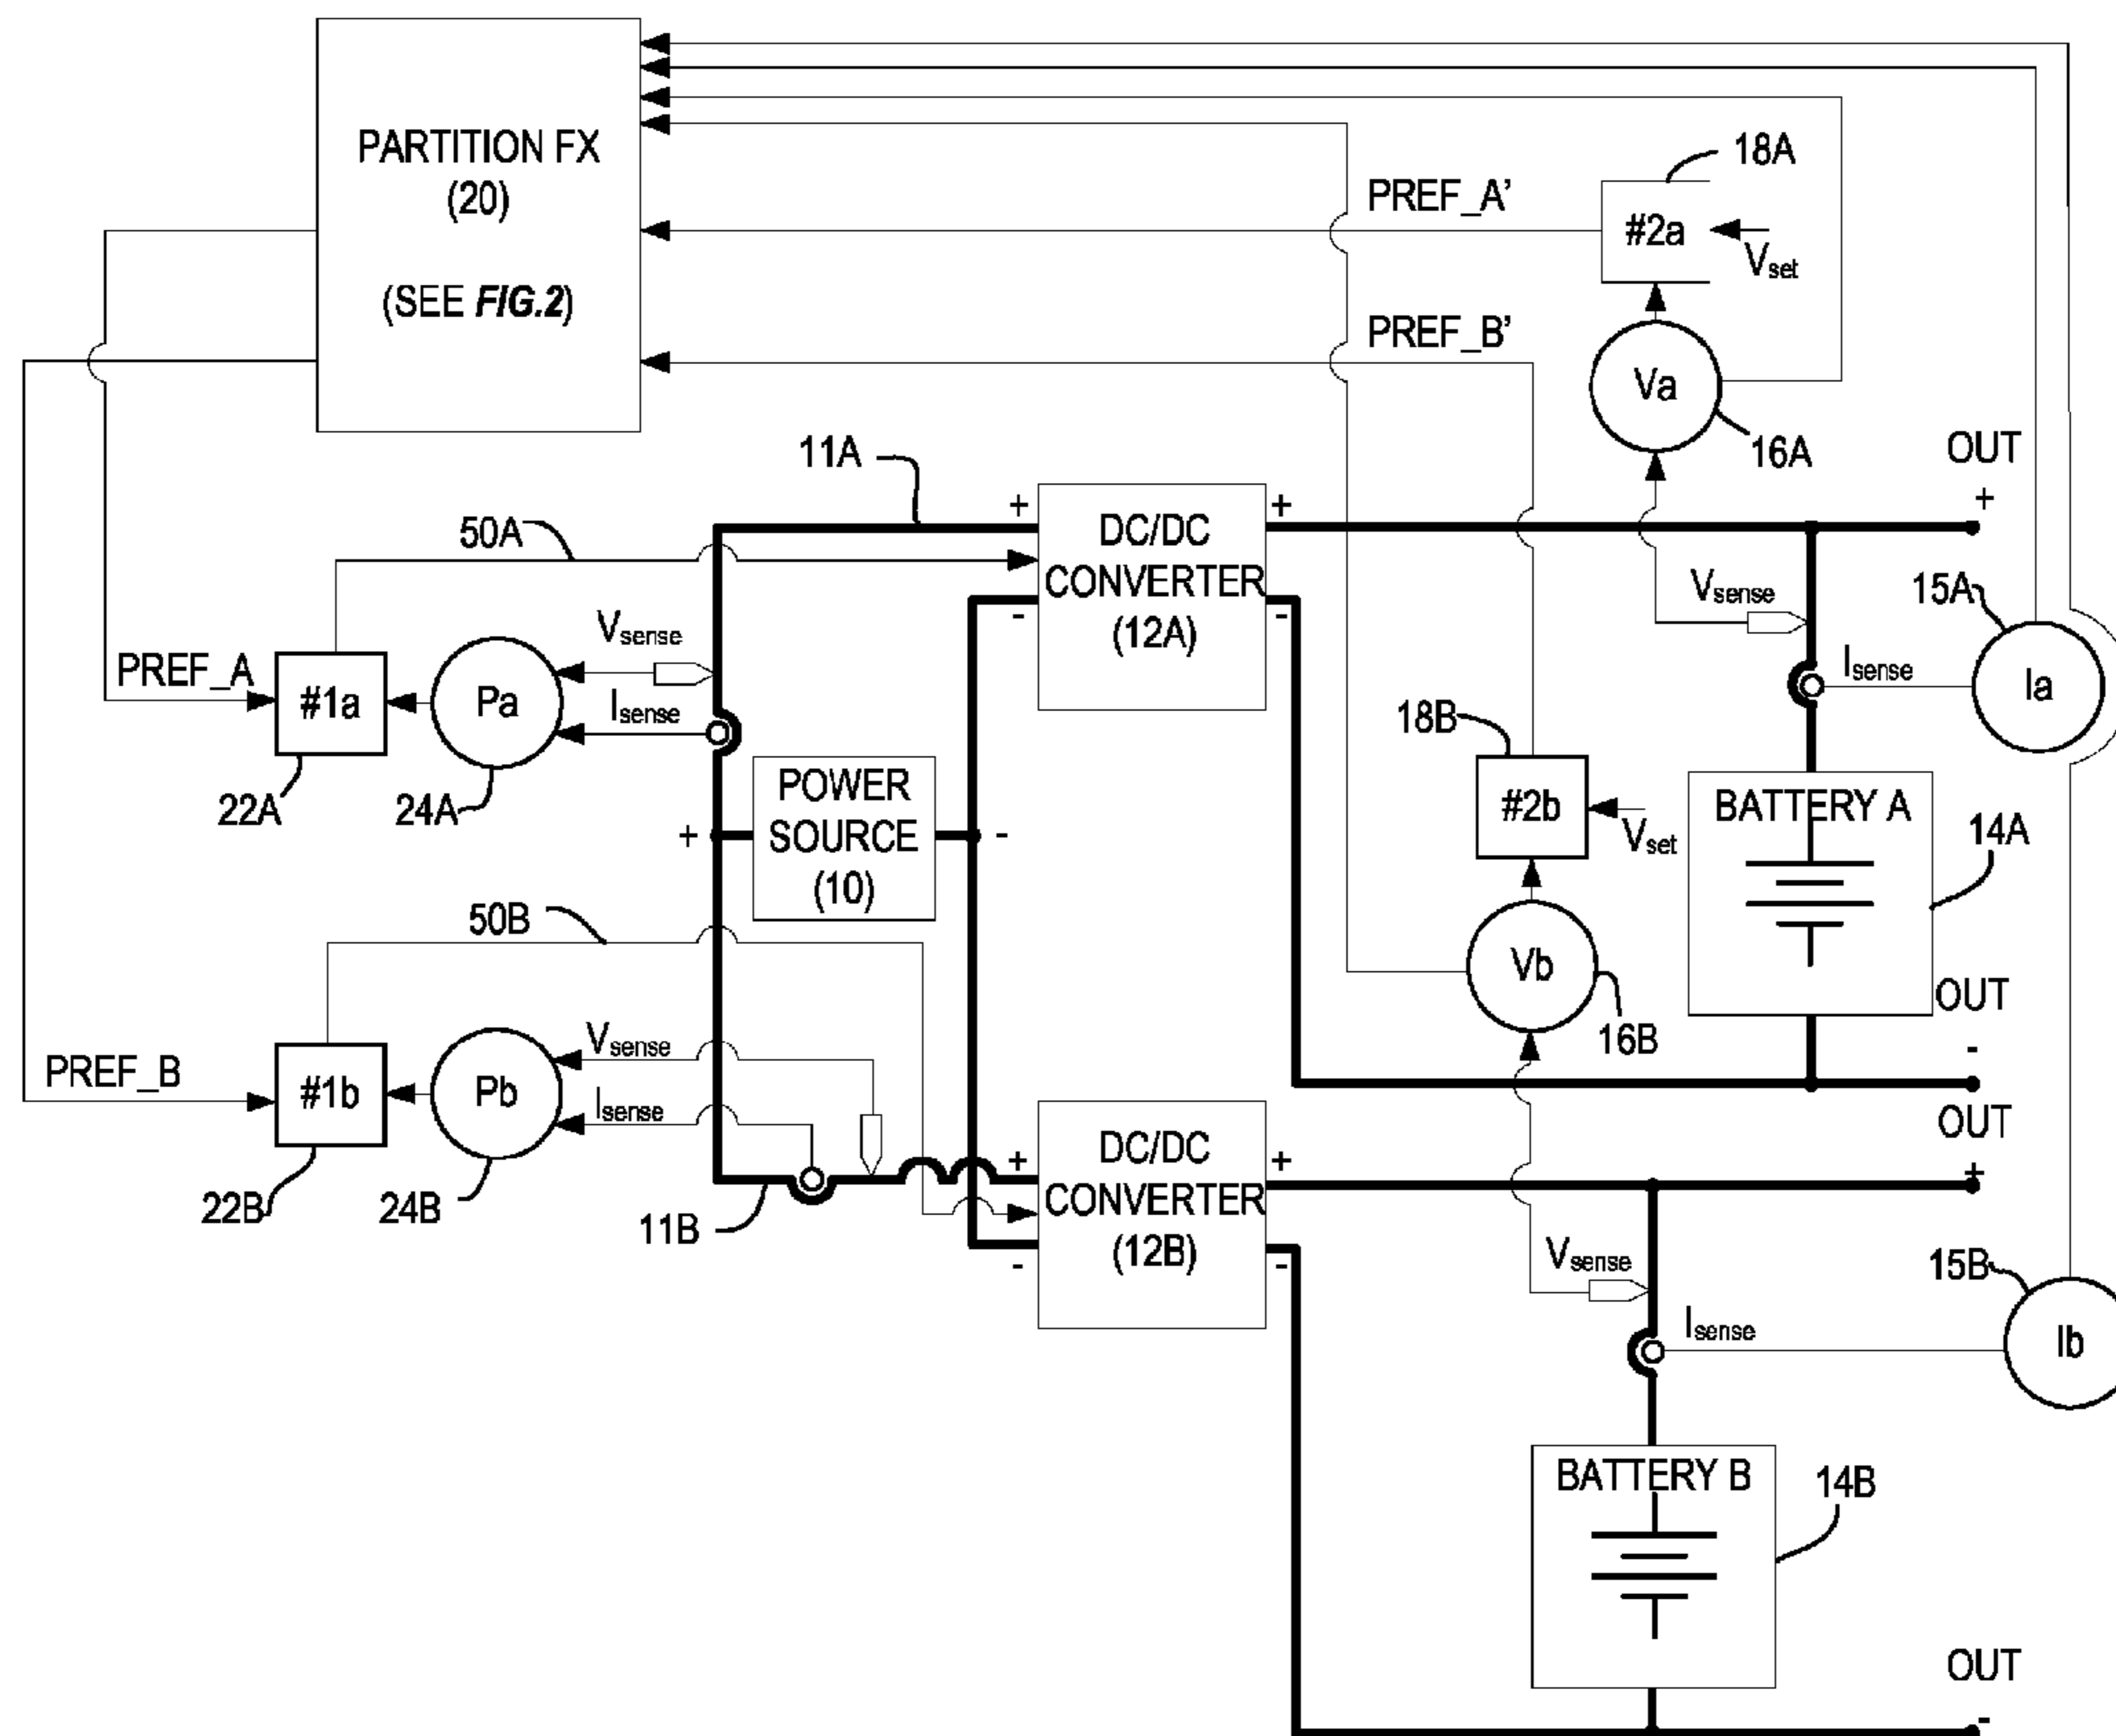 PARTITION FX
(20)
(SEE FIG.2)
18A
PREF_A’
#2a
Vset
PREF_B’
Va
16A
OUT
+
11A
50A
+
DC/DC
CONVERTER
(12A)
-
+
-
Vsense
15A
Isense
Ia
PREF_A
#1a
Pa
Vsense
Isense
22A
24A
POWER
SOURCE
(10)
+
-
18B
#2b
Vset
BATTERY A
14A
50B
Vb
16B
OUT
-
PREF_B
#1b
Pb
Vsense
Isense
22B
24B
11B
+
DC/DC
CONVERTER
(12B)
-
+
-
OUT
+
Vsense
15B
Isense
Ib
BATTERY B
14B
OUT
-